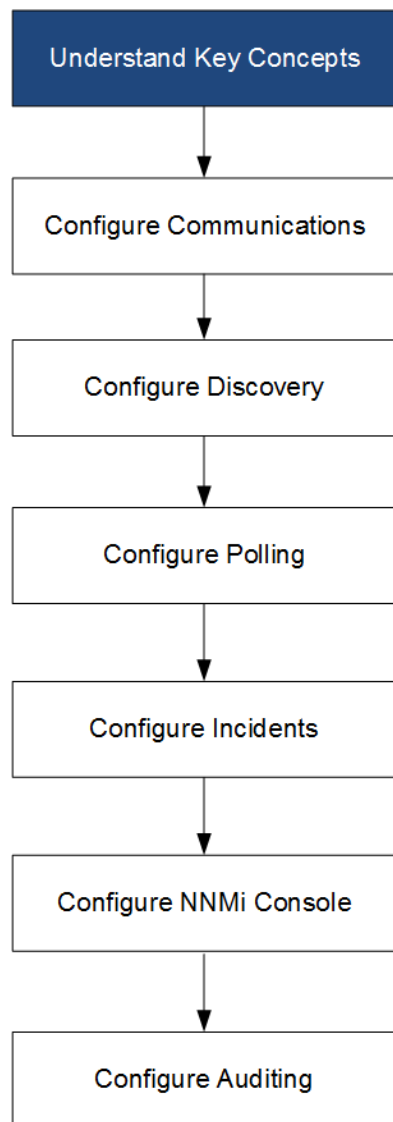 Understand Key Concepts
Configure Communications
Configure Discovery
Configure Polling
Configure Incidents
Configure NNMi Console
Configure Auditing